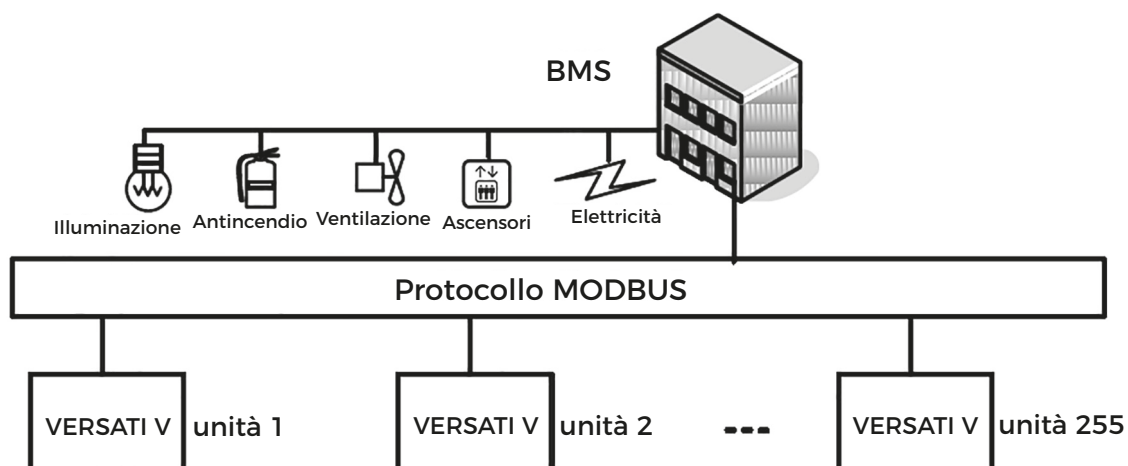 BMS
Illuminazione
Antincendio
Ventilazione
Ascensori
Elettricità
Protocollo MODBUS
VERSATI V unità 1
VERSATI V unità 2
VERSATI V unità 255